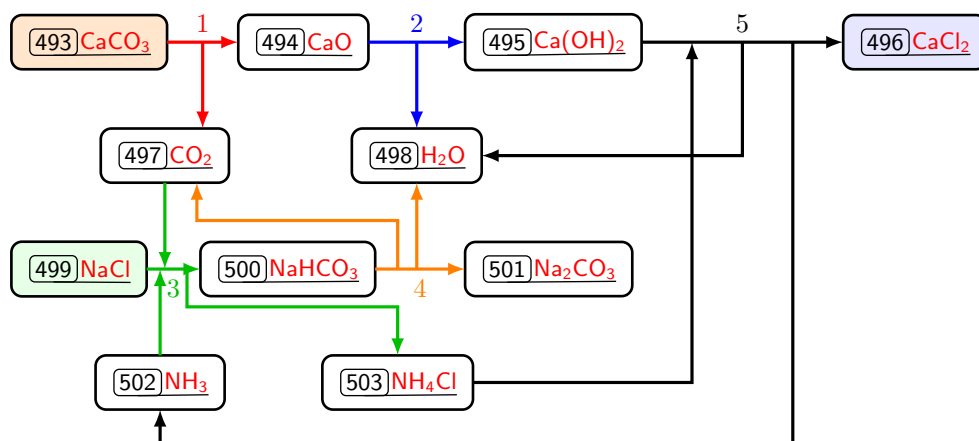 1 2 5
493 CaCO₃ 494 CaO 495 Ca(OH)₂ 496 CaCl₂
497 CO₂ 498 H₂O
499 NaCl 500 NaHCO₃ 501 Na₂CO₃
3 4
502 NH₃ 503 NH₄Cl